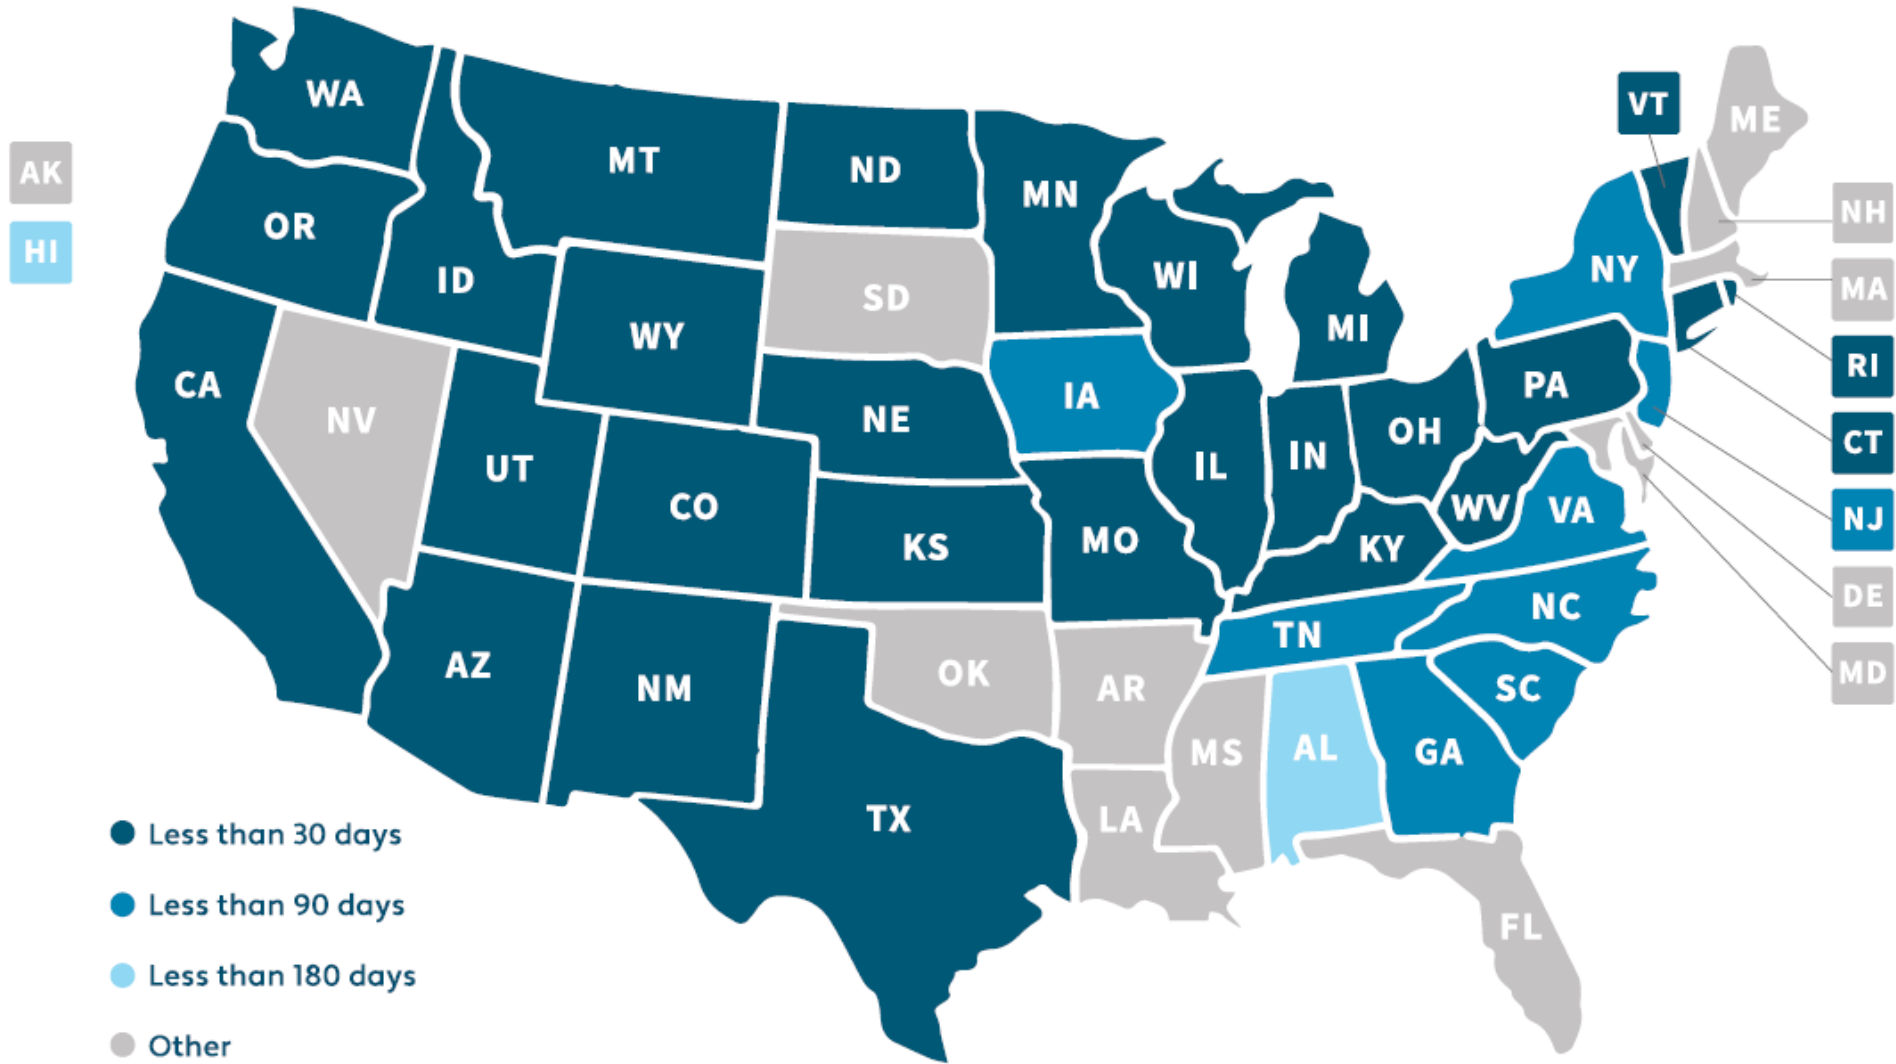 WA
MT
ND
MN
VT
ME
AK
HI
OR
ID
SD
WI
MI
NY
NH
MA
WY
CA
NV
NE
IA
PA
RI
UT
CO
KS
MO
IL
IN
OH
WV
KY
VA
CT
NJ
DE
MD
AZ
NM
OK
AR
TN
NC
SC
TX
LA
MS
AL
GA
FL
Less than 30 days
Less than 90 days
Less than 180 days
Other